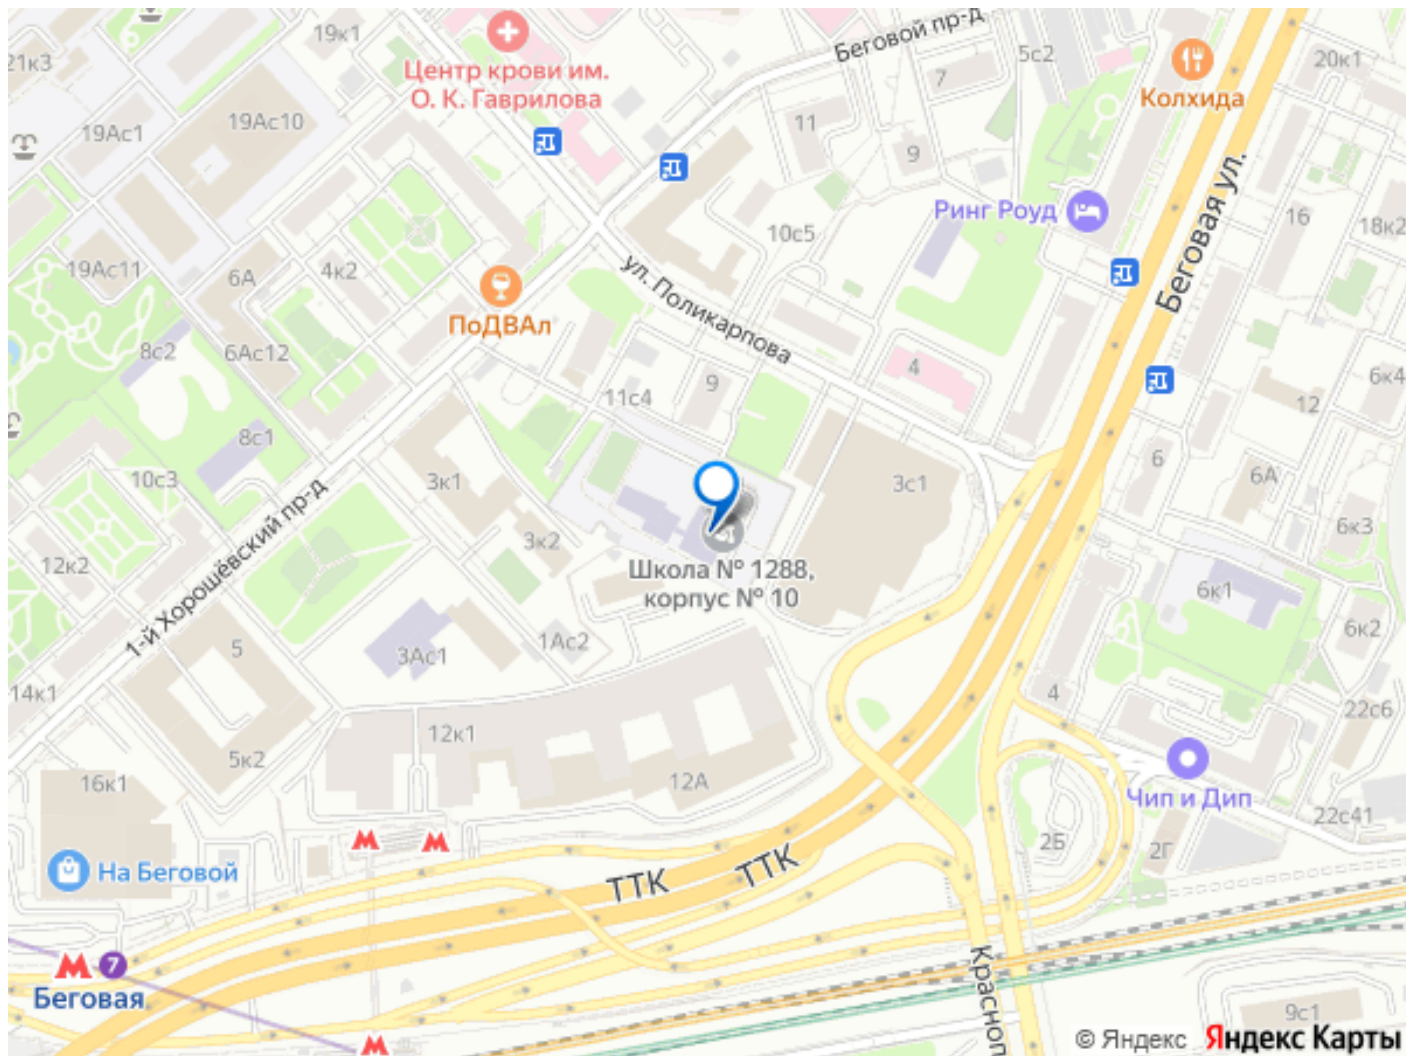 19к1
21к3
Центр крови им.
О. К. Гаврилова
Беговой пр-д
5с2
7
Колхида
20к1
19Ас1
19Ас10
11
9
Ринг Роуд
Беговая ул.
16
18к2
10с5
19Ас11
6А
4к2
ул. Поликарпова
ПоДВАл
8с2
6Ас12
4
9
11с4
6к4
12
8с1
10с3
3к1
3с1
6
6А
6к3
1-й Хорошёвский пр-д
3к2
12к2
Школа № 1288,
корпус № 10
6к1
6к2
5
3Ас1
1Ас2
14к1
4
22с6
12к1
5к2
16к1
12А
Чип и Дип
22с41
2Б
2Г
На Беговой
ТТК
ТТК
7
Беговая
Красноп
9с1
© Яндекс Яндекс Карты